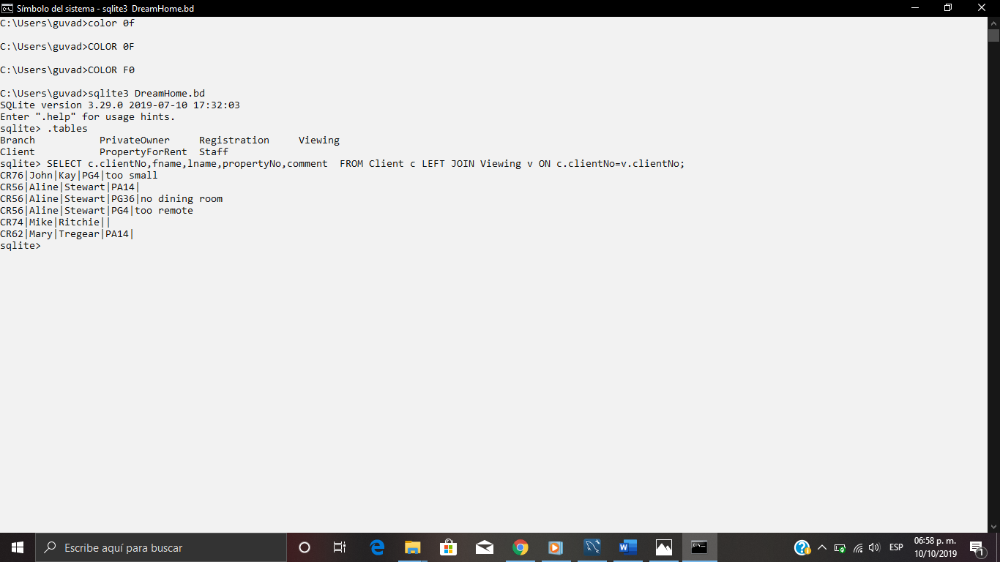 Símbolo del sistema - sqlite3 DreamHome.bd
C:\Users\guvad>color 0f
C:\Users\guvad>COLOR 0F
C:\Users\guvad>COLOR F0
C:\Users\guvad>sqlite3 DreamHome.bd
SQLite version 3.29.0 2019-07-10 17:32:03
Enter ".help" for usage hints.
sqlite> .tables
Branch           PrivateOwner     Registration     Viewing
Client           PropertyForRent  Staff
sqlite> SELECT c.clientNo,fname,lname,propertyNo,comment  FROM Client c LEFT JOIN Viewing v ON c.clientNo=v.clientNo;
CR76|John|Kay|PG4|too small
CR56|Aline|Stewart|PA14|
CR56|Aline|Stewart|PG36|no dining room
CR56|Aline|Stewart|PG4|too remote
CR74|Mike|Ritchie||
CR62|Mary|Tregear|PA14|
sqlite>
Escribe aquí para buscar
ESP
06:58 p. m.
10/10/2019
1